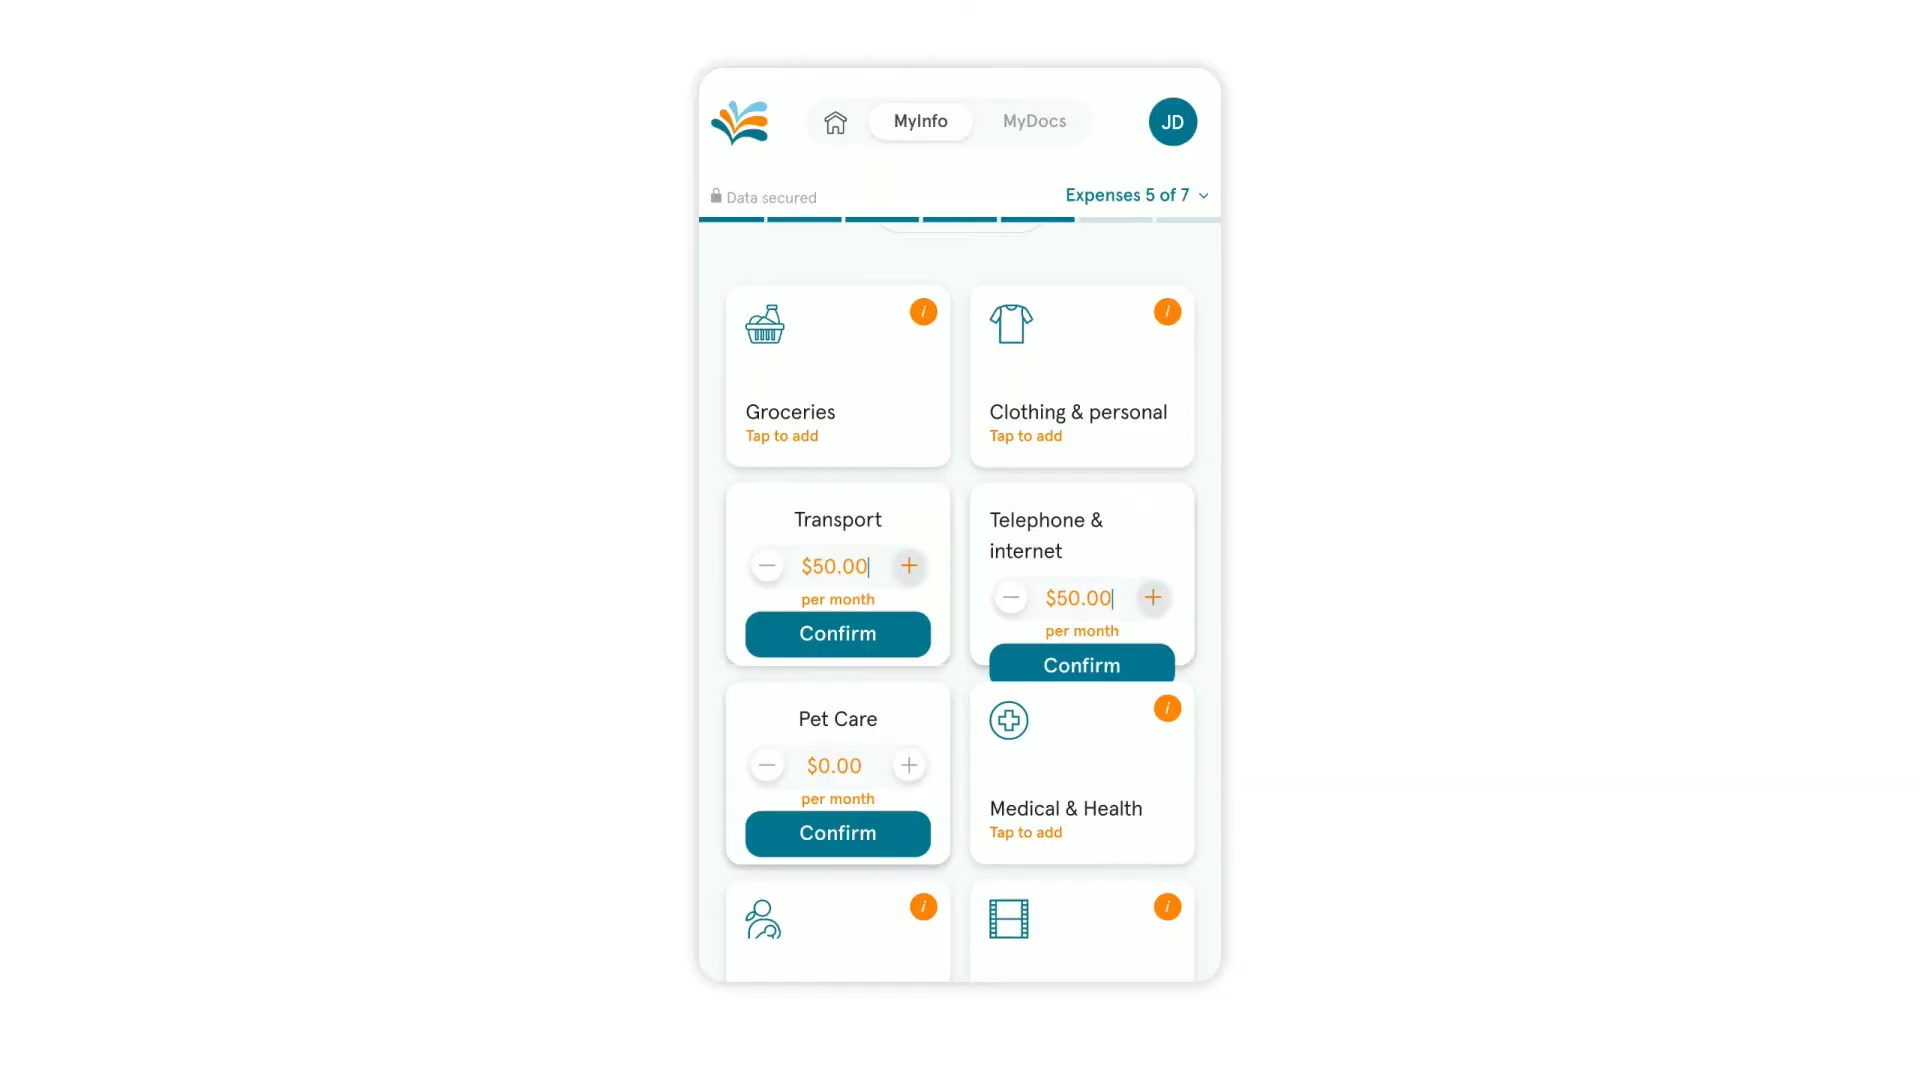 MyInfo
MyDocs
JD
Data secured
Expenses 5 of 7
i
i
Groceries
Tap to add
Clothing & personal
Tap to add
Transport
$50.00
per month
Confirm
Telephone &
internet
$50.00
per month
Confirm
Pet Care
$0.00
per month
Confirm
i
Medical & Health
Tap to add
i
i